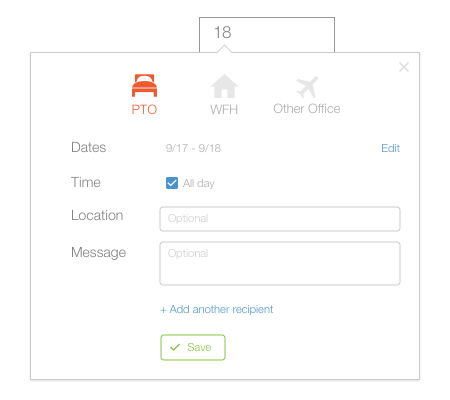 18
PTO WFH Other Office
Dates 9/17 - 9/18 Edit
Time All day
Location Optional
Message Optional
+ Add another recipient
Save